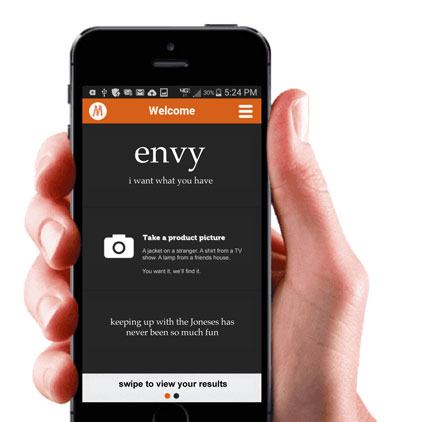 4G 30% 5:24 PM
Welcome
envy
i want what you have
Take a product picture
A jacket on a stranger. A shirt from a TV
show. A lamp from a friends house.
You want it, we'll find it.
keeping up with the Joneses has
never been so much fun
swipe to view your results